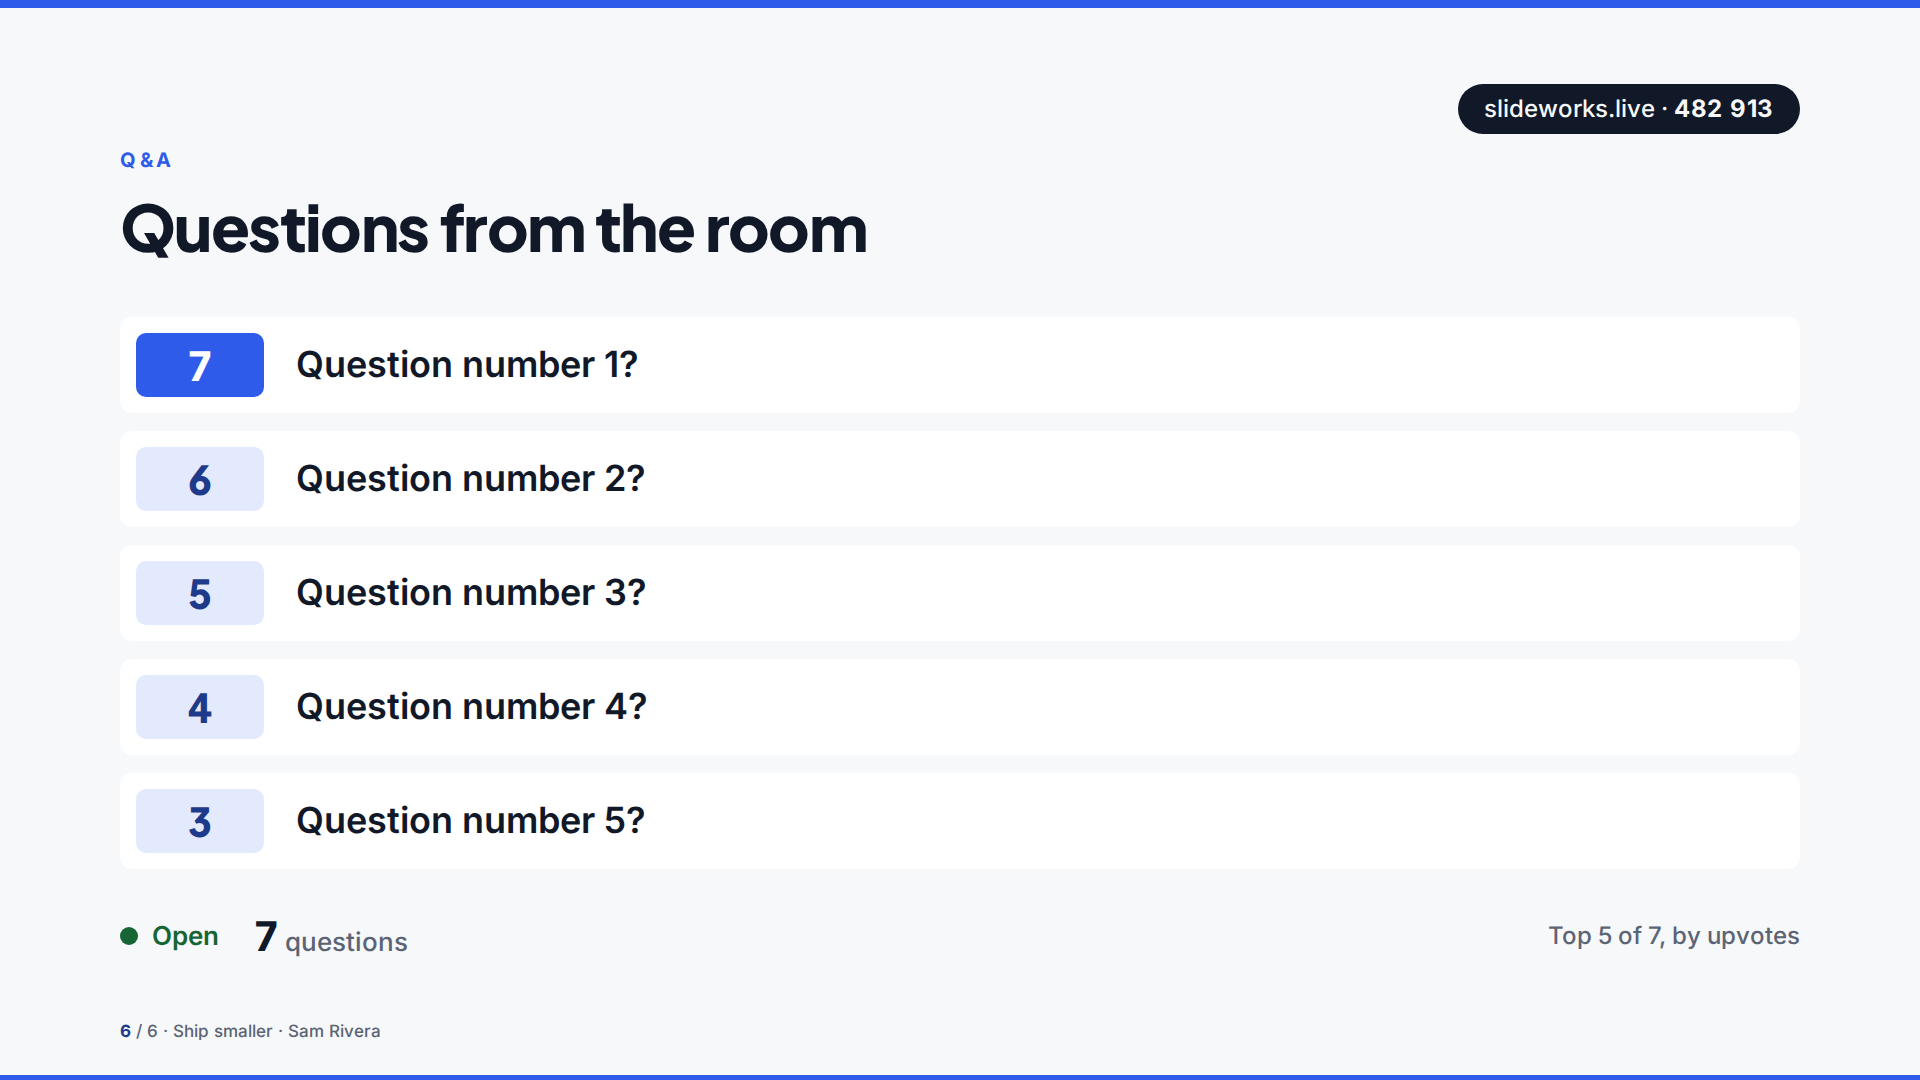 slideworks.live · 482 913
Q & A
Questions from the room
7 Question number 1?
6 Question number 2?
5 Question number 3?
4 Question number 4?
3 Question number 5?
Open 7 questions Top 5 of 7, by upvotes
6 / 6 · Ship smaller · Sam Rivera